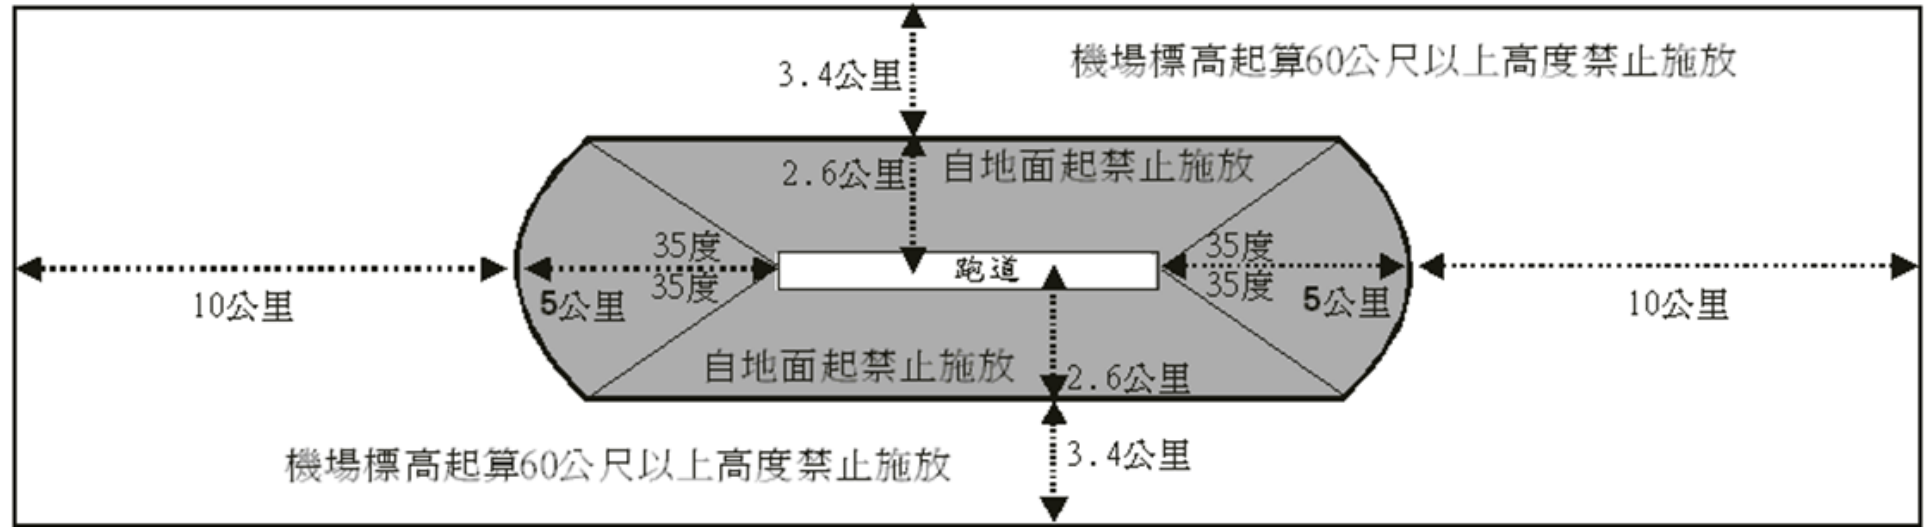 3.4公里
機場標高起算60公尺以上高度禁止施放
2.6公里
自地面起禁止施放
35度
35度
跑道
35度
35度
10公里
5公里
5公里
10公里
自地面起禁止施放
2.6公里
機場標高起算60公尺以上高度禁止施放
3.4公里